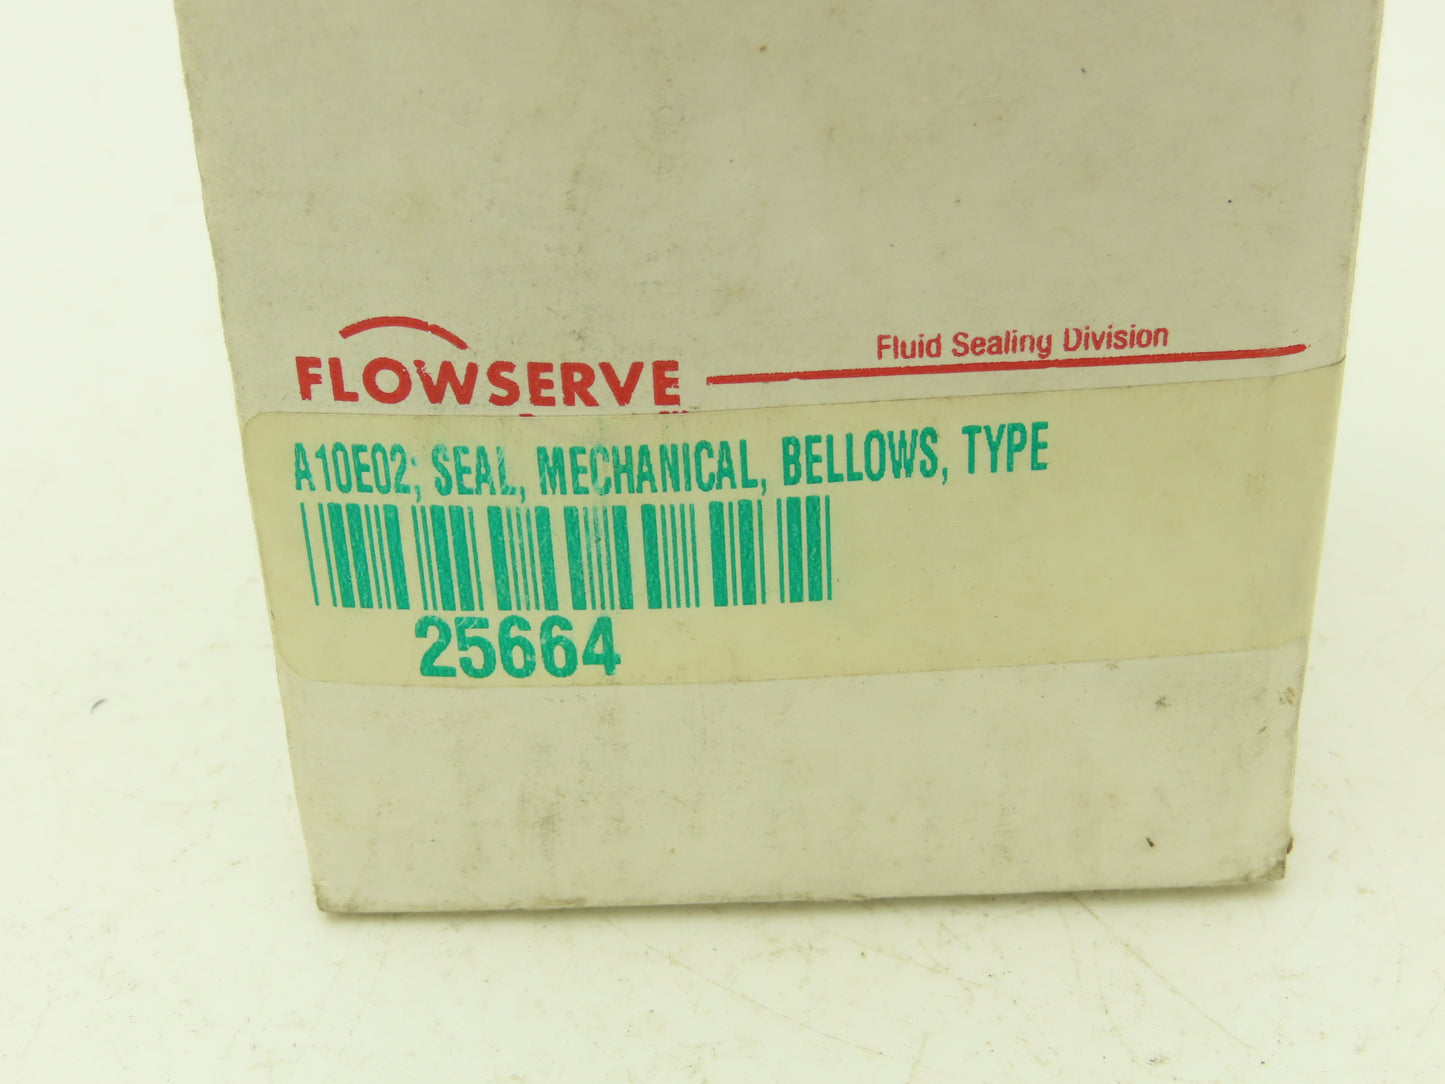 FLOWSERVE
Fluid Sealing Division
A10E02; SEAL, MECHANICAL, BELLOWS, TYPE
25664